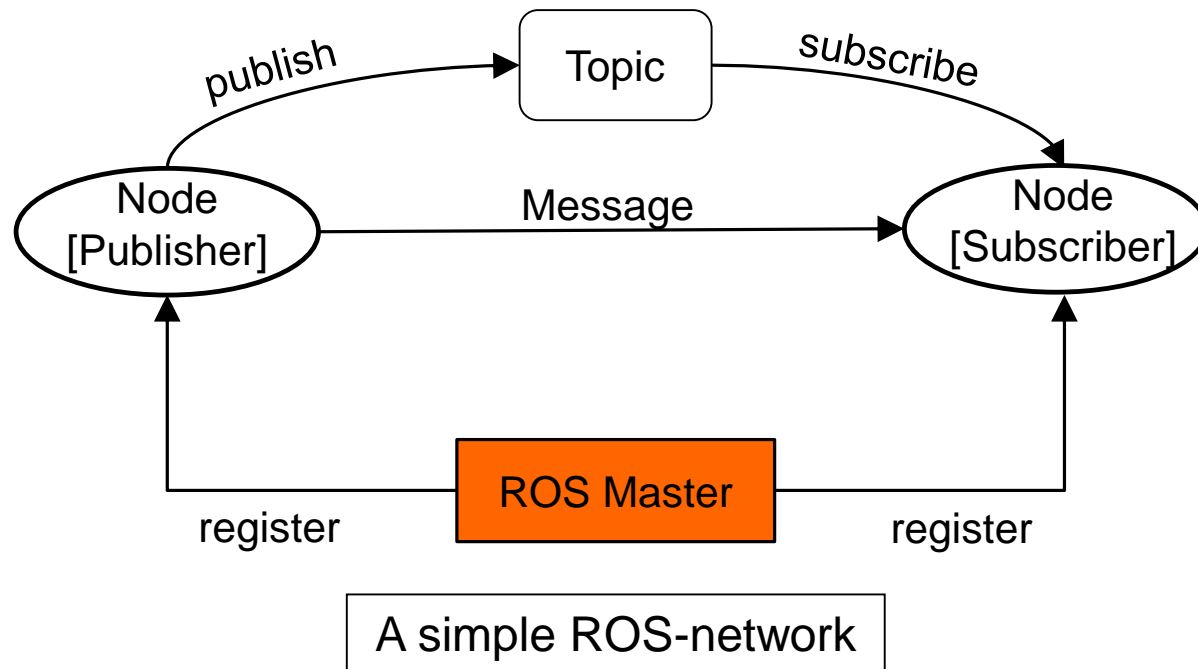 publish
Topic
subscribe
Node
[Publisher]
Message
Node
[Subscriber]
ROS Master
register
register
A simple ROS-network